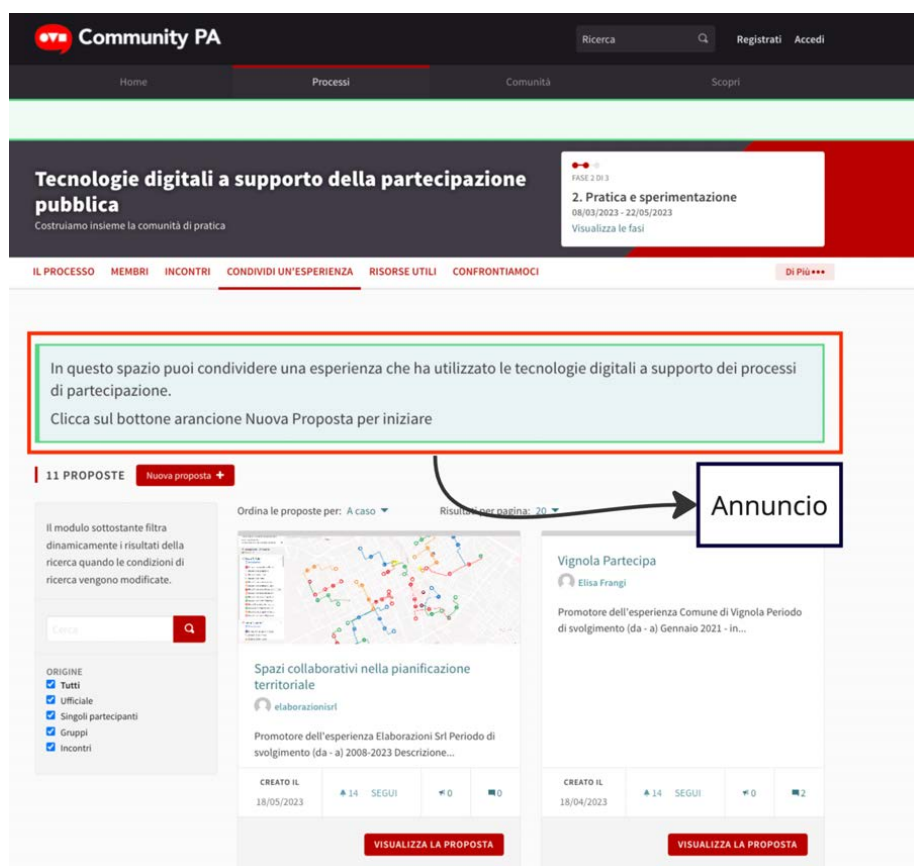 Community PA
Ricerca
Registrati Accedi
Home Processi Comunità Scopri
Tecnologie digitali a supporto della partecipazione
pubblica
Costruiamo insieme la comunità di pratica
FASE 2 DI 3
2. Pratica e sperimentazione
08/03/2023 - 22/05/2023
Visualizza le fasi
IL PROCESSO MEMBRI INCONTRI CONDIVIDI UN'ESPERIENZA RISORSE UTILI CONFRONTIAMOCI
Di Più•••
In questo spazio puoi condividere una esperienza che ha utilizzato le tecnologie digitali a supporto dei processi
di partecipazione.
Clicca sul bottone arancione Nuova Proposta per iniziare
Annuncio
11 PROPOSTE
Nuova proposta +
Il modulo sottostante filtra
dinamicamente i risultati della
ricerca quando le condizioni di
ricerca vengono modificate.
Cerca
ORIGINE
Tutti
Ufficiale
Singoli partecipanti
Gruppi
Incontri
Ordina le proposte per: A caso
Risultati per pagina: 20
Spazi collaborativi nella pianificazione
territoriale
elaborazionisrl
Promotore dell'esperienza Elaborazioni Srl Periodo di
svolgimento (da - a) 2008-2023 Descrizione...
CREATO IL
18/05/2023
14 SEGUI
0
0
VISUALIZZA LA PROPOSTA
Vignola Partecipa
Elisa Frangi
Promotore dell'esperienza Comune di Vignola Periodo
di svolgimento (da - a) Gennaio 2021 - in...
CREATO IL
18/04/2023
14 SEGUI
0
2
VISUALIZZA LA PROPOSTA